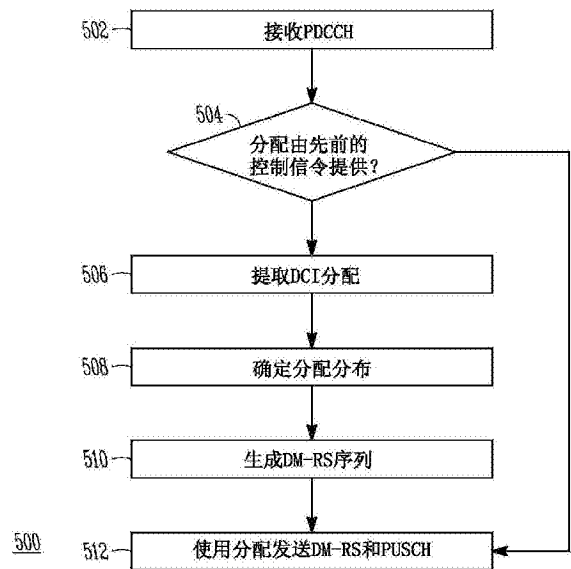 502
接收PDCCH
504
分配由先前的
控制信令提供?
506
提取DCI分配
508
确定分配分布
510
生成DM-RS序列
500
512
使用分配发送DM-RS和PUSCH